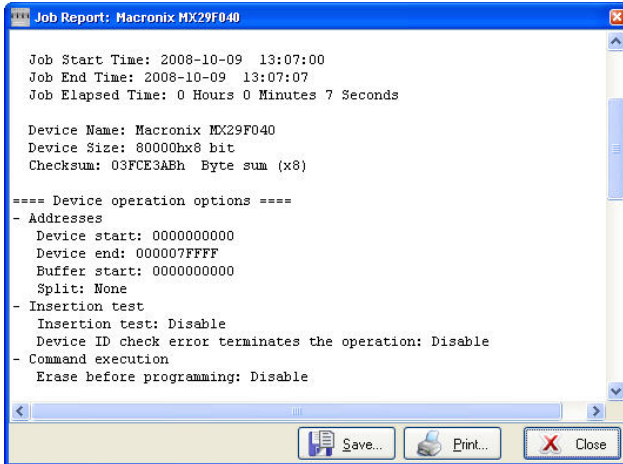 Job Report: Macronix MX29F040
Job Start Time: 2008-10-09 13:07:00
Job End Time: 2008-10-09 13:07:07
Job Elapsed Time: 0 Hours 0 Minutes 7 Seconds
Device Name: Macronix MX29F040
Device Size: 80000hx8 bit
Checksum: 03FCE3ABh Byte sum (x8)
==== Device operation options ====
- Addresses
Device start: 0000000000
Device end: 000007FFFF
Buffer start: 0000000000
Split: None
- Insertion test
Insertion test: Disable
Device ID check error terminates the operation: Disable
- Command execution
Erase before programming: Disable
Save... Print... Close